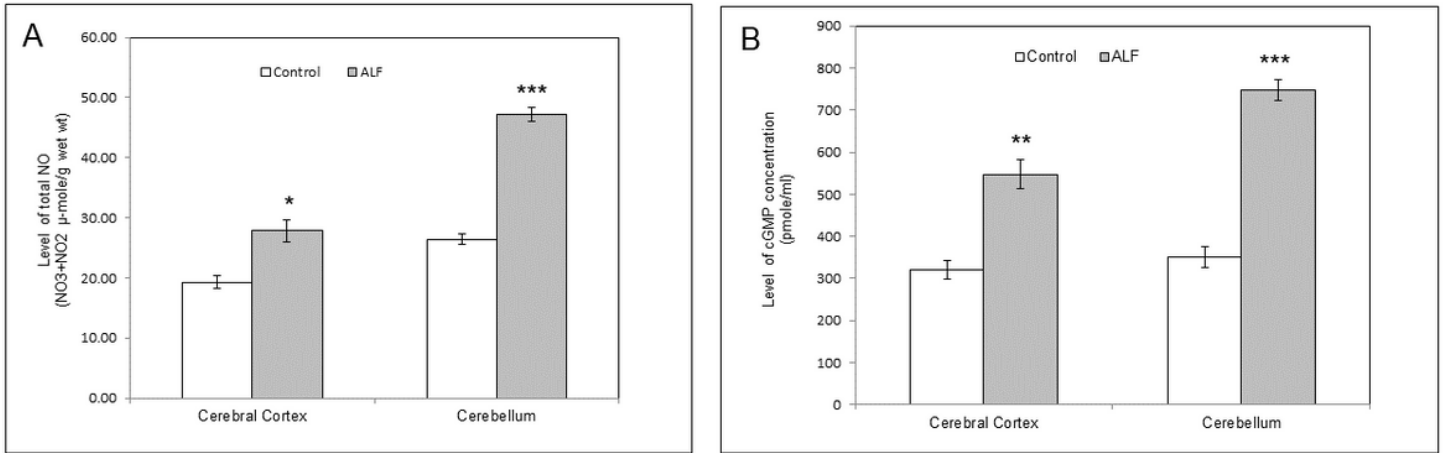 A
60.00
50.00
40.00
30.00
20.00
10.00
0.00
Level of total NO
(NO3+NO2 µ-mole/g wet wt)
Control ALF
*
***
Cerebral Cortex Cerebellum
B
900
800
700
600
500
400
300
200
100
0
Level of cGMP concentration
(pmole/ml)
Control ALF
**
***
Cerebral Cortex Cerebellum